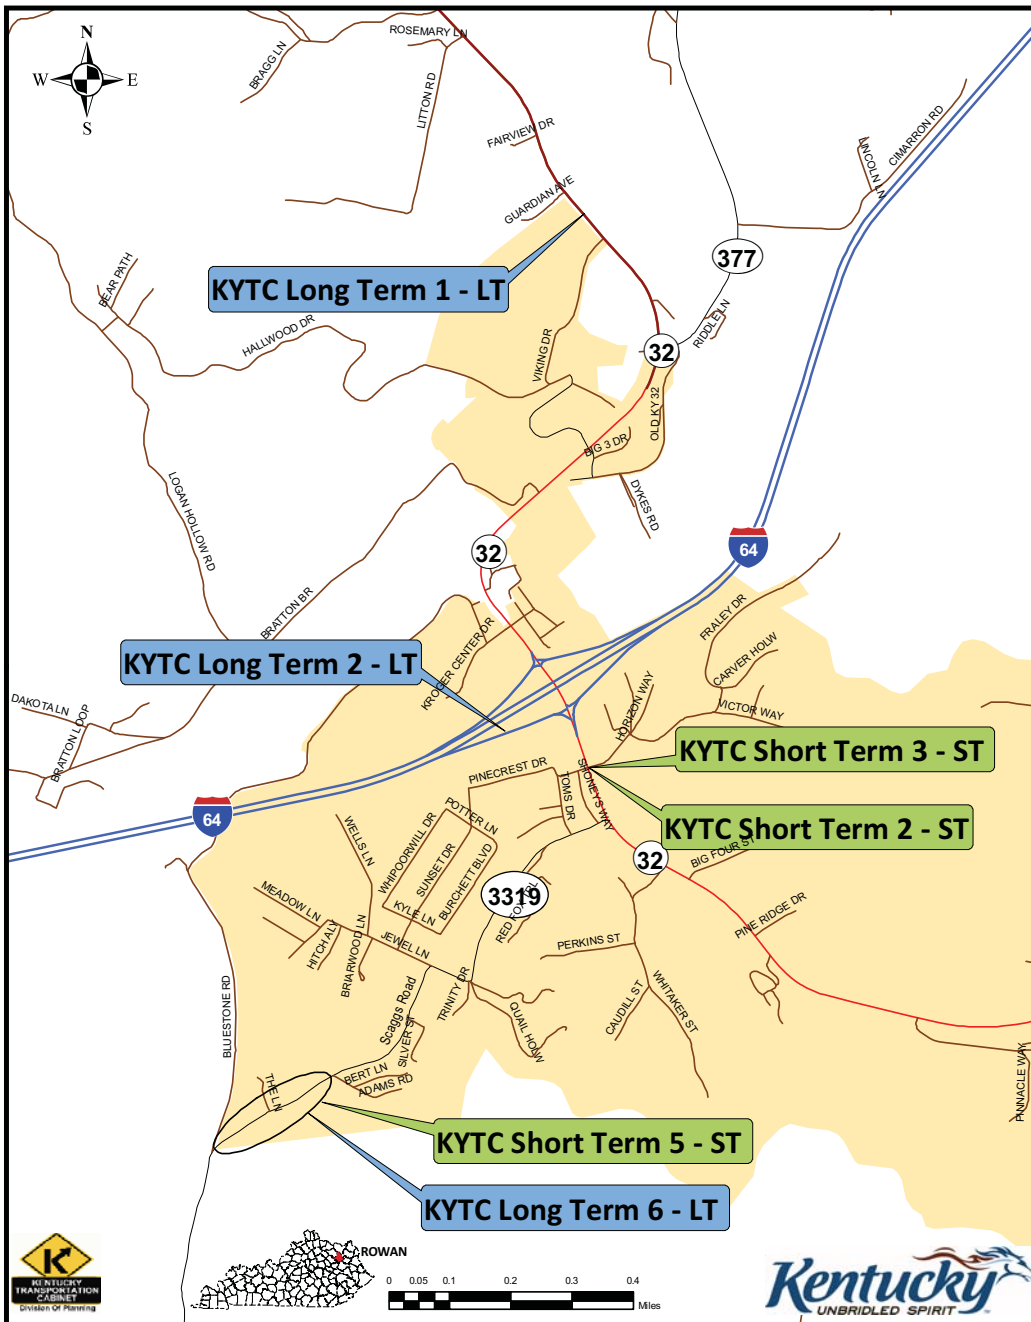 ROSEMARY LN
N
W
E
S
BRAGG LN
LITTON RD
FAIRVIEW DR
CIMARRON RD
LINCOLN LN
GUARDIAN AVE
377
BEAR PATH
KYTC Long Term 1 - LT
RIDDLE LN
HALLWOOD DR
VIKING DR
32
OLD KY 32
BIG 3 DR
DYKES RD
LOGAN HOLLOW RD
32
64
BRATTON BR
FRALEY DR
KYTC Long Term 2 - LT
KROGER CENTER DR
CARVER HOLW
DAKOTA LN
BRATTON LOOP
HORIZON WAY
VICTOR WAY
KYTC Short Term 3 - ST
PINECREST DR
TOMS DR
SHONEYS WAY
64
WELLS LN
WHIPOORWILL DR
POTTER LN
KYTC Short Term 2 - ST
SUNSET DR
BURCHETT BLVD
32
BIG FOUR ST
MEADOW LN
3319
RED FOX TRL
KYLE LN
PINE RIDGE DR
HITCH ALY
BRIARWOOD LN
JEWEL LN
PERKINS ST
TRINITY DR
WHITAKER ST
CAUDILL ST
QUAIL HOLW
BLUESTONE RD
Scaggs Road
SILVER ST
PINNACLE WAY
THE LN
BERT LN
ADAMS RD
KYTC Short Term 5 - ST
KYTC Long Term 6 - LT
K
KENTUCKY
TRANSPORTATION
CABINET
Division Of Planning
ROWAN
0 0.05 0.1 0.2 0.3 0.4
Miles
Kentucky
UNBRIDLED SPIRIT